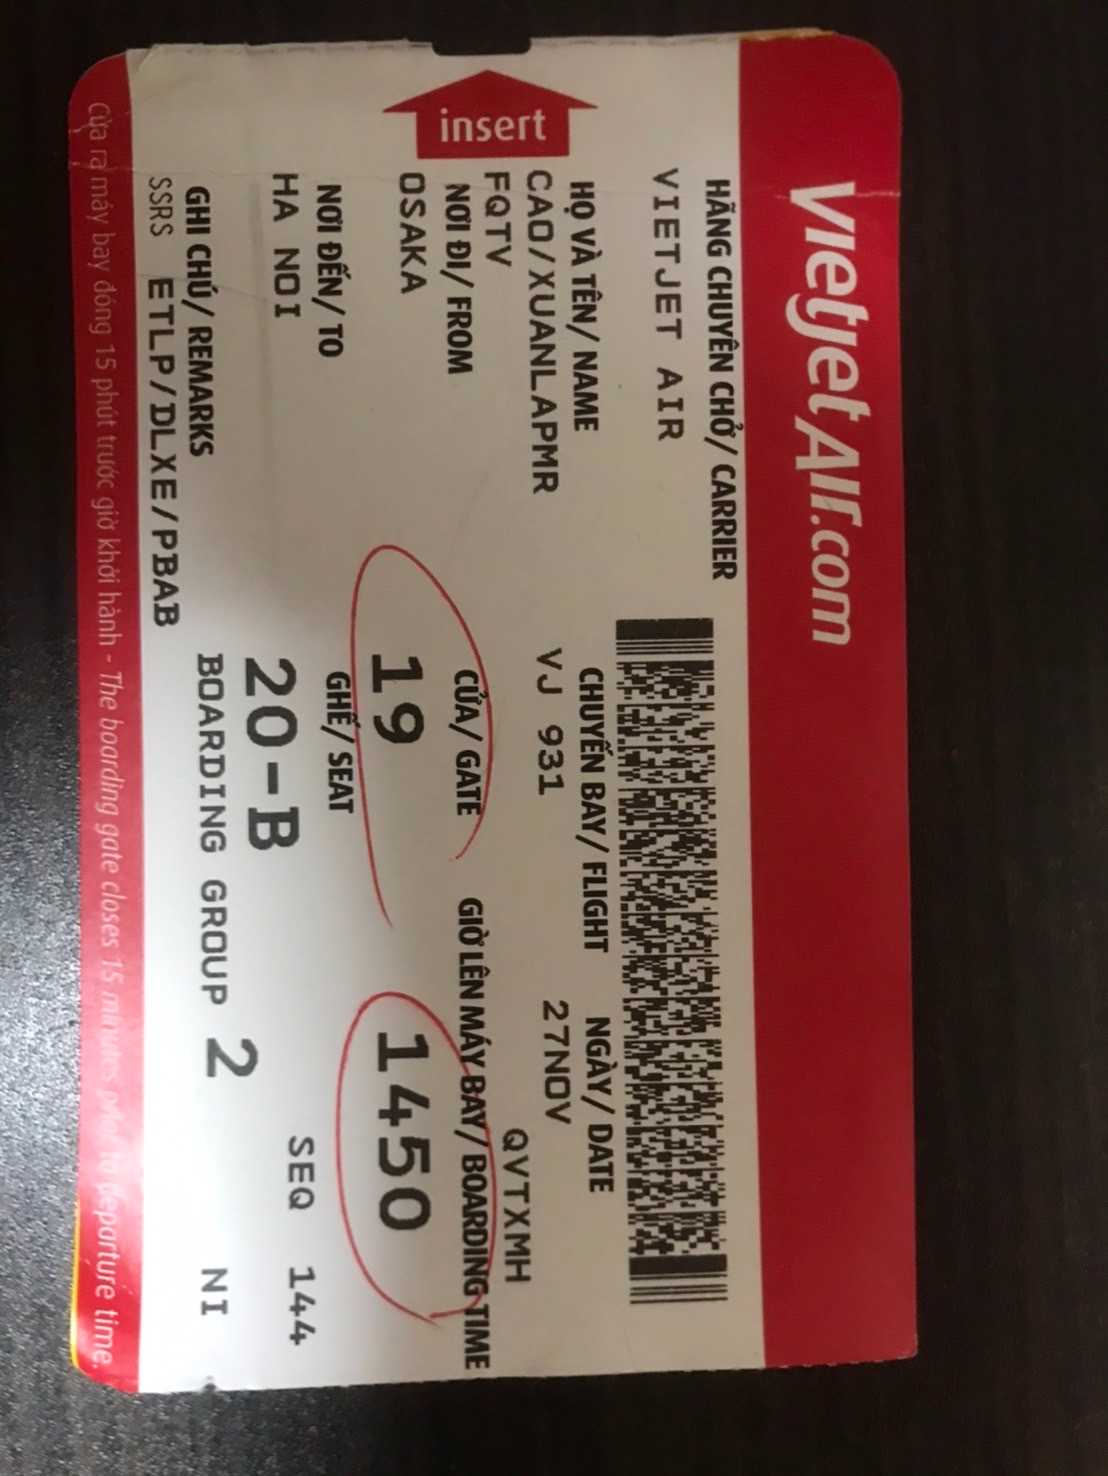 VietjetAir.com
HÃNG CHUYÊN CHỞ/ CARRIER
VIETJET AIR
HỌ VÀ TÊN/ NAME
CAO/XUANLAPMR
FQTV
CHUYẾN BAY/ FLIGHT
VJ 931
NGÀY/ DATE
27NOV
QVTXMH
insert
NƠI ĐI/ FROM
OSAKA
CỬA/ GATE
19
GIỜ LÊN MÁY BAY/ BOARDING TIME
1450
NƠI ĐẾN/ TO
HA NOI
GHẾ/ SEAT
20-B
SEQ 144
GHI CHÚ/ REMARKS
BOARDING GROUP 2
NI
SSRS ETLP/DLXE/PBAB
Cửa ra máy bay đóng 15 phút trước giờ khởi hành - The boarding gate closes 15 minutes prior to departure time.